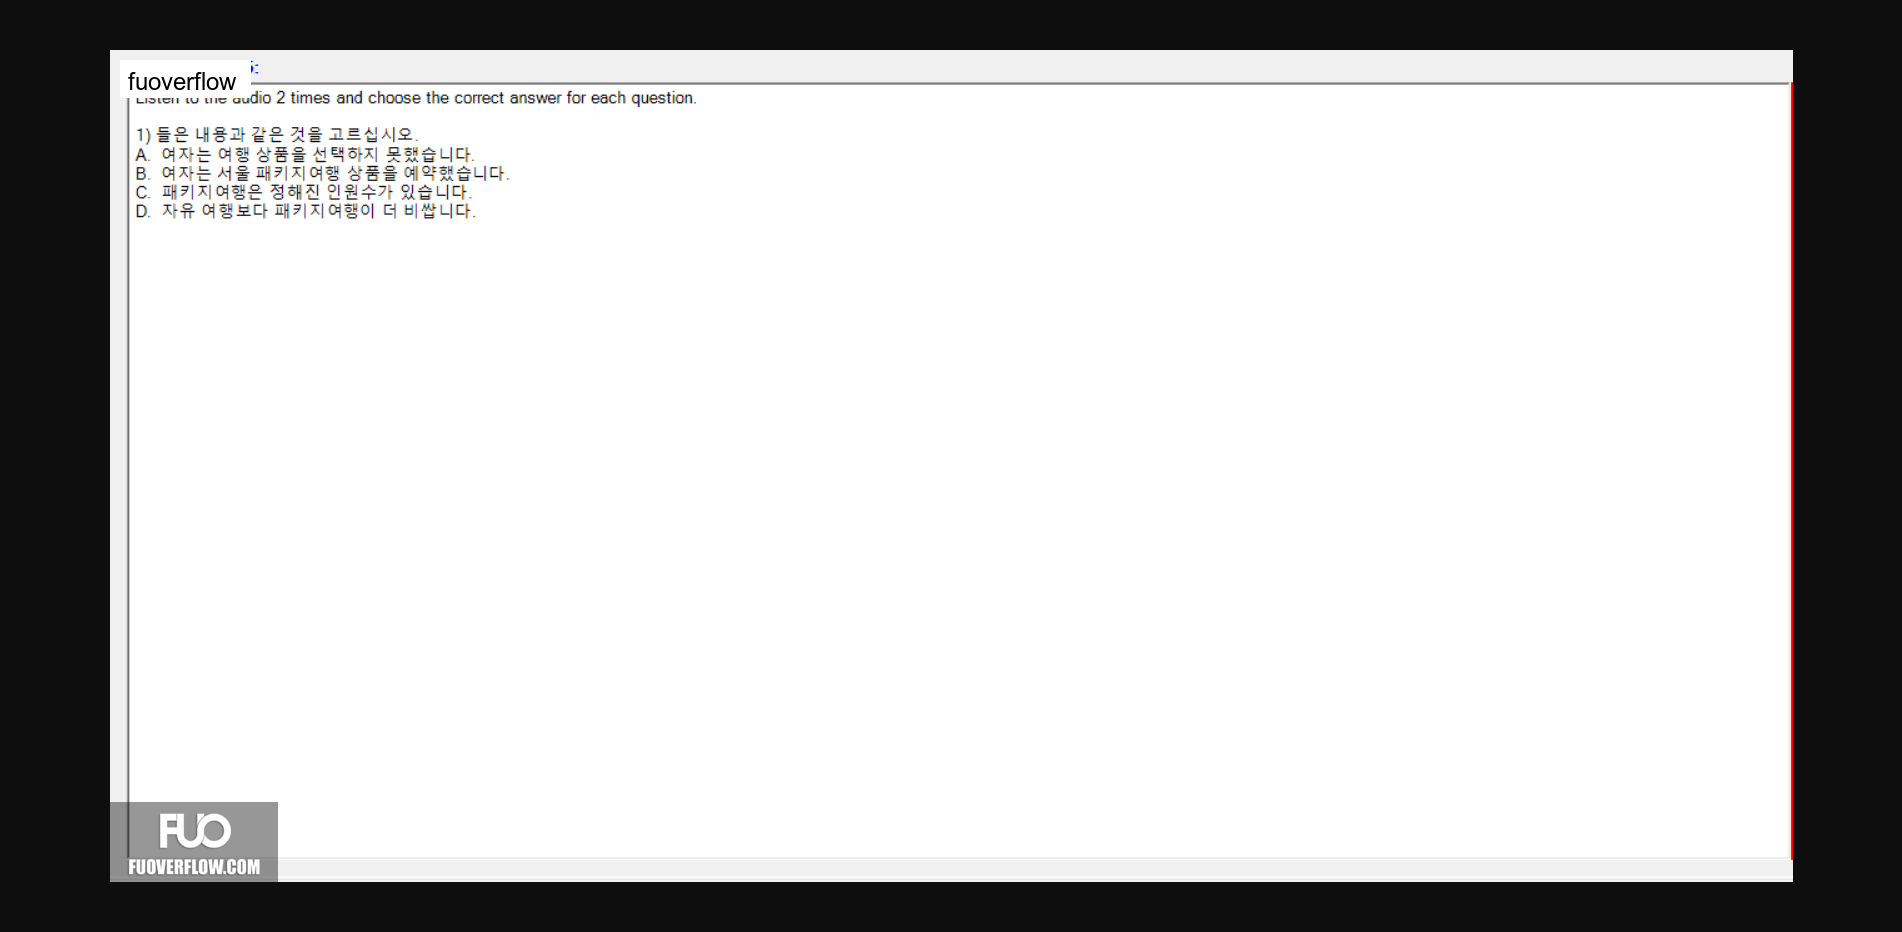 fuoverflow
Listen to the audio 2 times and choose the correct answer for each question.
1) 들은 내용과 같은 것을 고르십시오.
A. 여자는 여행 상품을 선택하지 못했습니다.
B. 여자는 서울 패키지여행 상품을 예약했습니다.
C. 패키지여행은 정해진 인원수가 있습니다.
D. 자유 여행보다 패키지여행이 더 비쌉니다.
FUO
FUOVERFLOW.COM